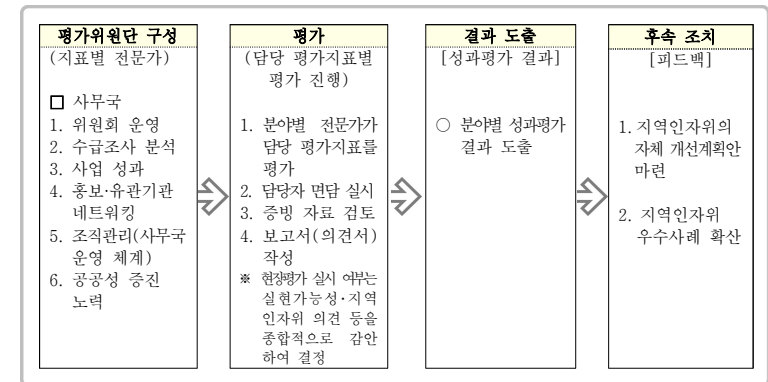 평가위원단 구성
(지표별 전문가)
□ 사무국
1. 위원회 운영
2. 수급조사 분석
3. 사업 성과
4. 홍보·유관기관
네트워킹
5. 조직관리(사무국
운영 체계)
6. 공공성 증진
노력
평가
(담당 평가지표별
평가 진행)
1. 분야별 전문가가
담당 평가지표를
평가
2. 담당자 면담 실시
3. 증빙 자료 검토
4. 보고서(의견서)
작성
※ 현장평가 실시 여부는
실현가능성·지역
인자위 의견 등을
종합적으로 감안
하여 결정
결과 도출
[성과평가 결과]
○ 분야별 성과평가
결과 도출
후속 조치
[피드백]
1. 지역인자위의
자체 개선계획안
마련
2. 지역인자위
우수사례 확산